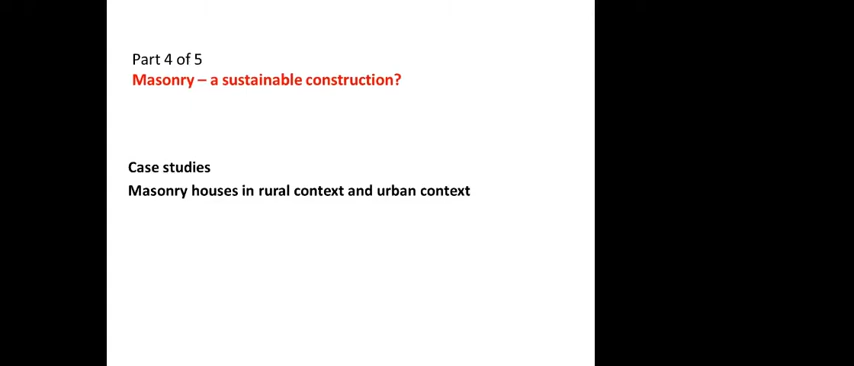 Part 4 of 5
Masonry – a sustainable construction?
Case studies
Masonry houses in rural context and urban context